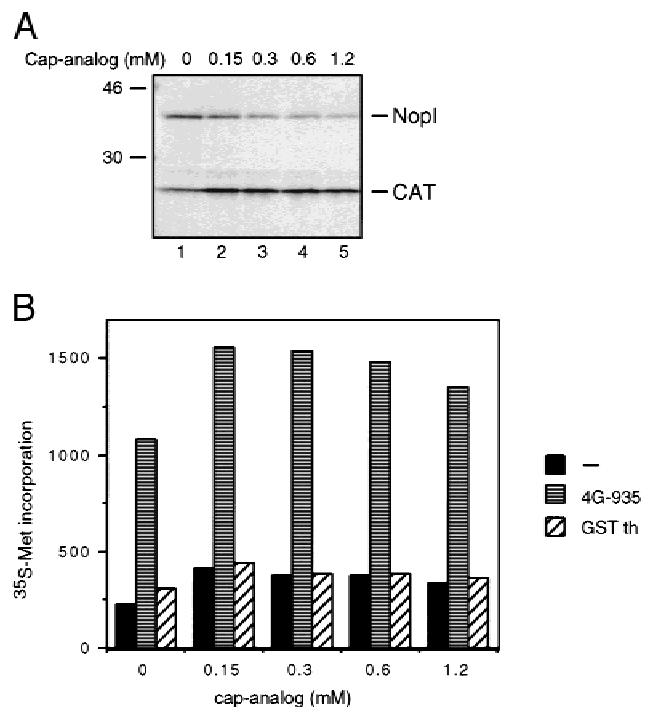 A
Cap-analog (mM) 0 0.15 0.3 0.6 1.2
46
NopI
30
CAT
1 2 3 4 5
B
1500
1000
500
0
35S-Met incorporation
–
4G-935
GST th
0 0.15 0.3 0.6 1.2
cap-analog (mM)